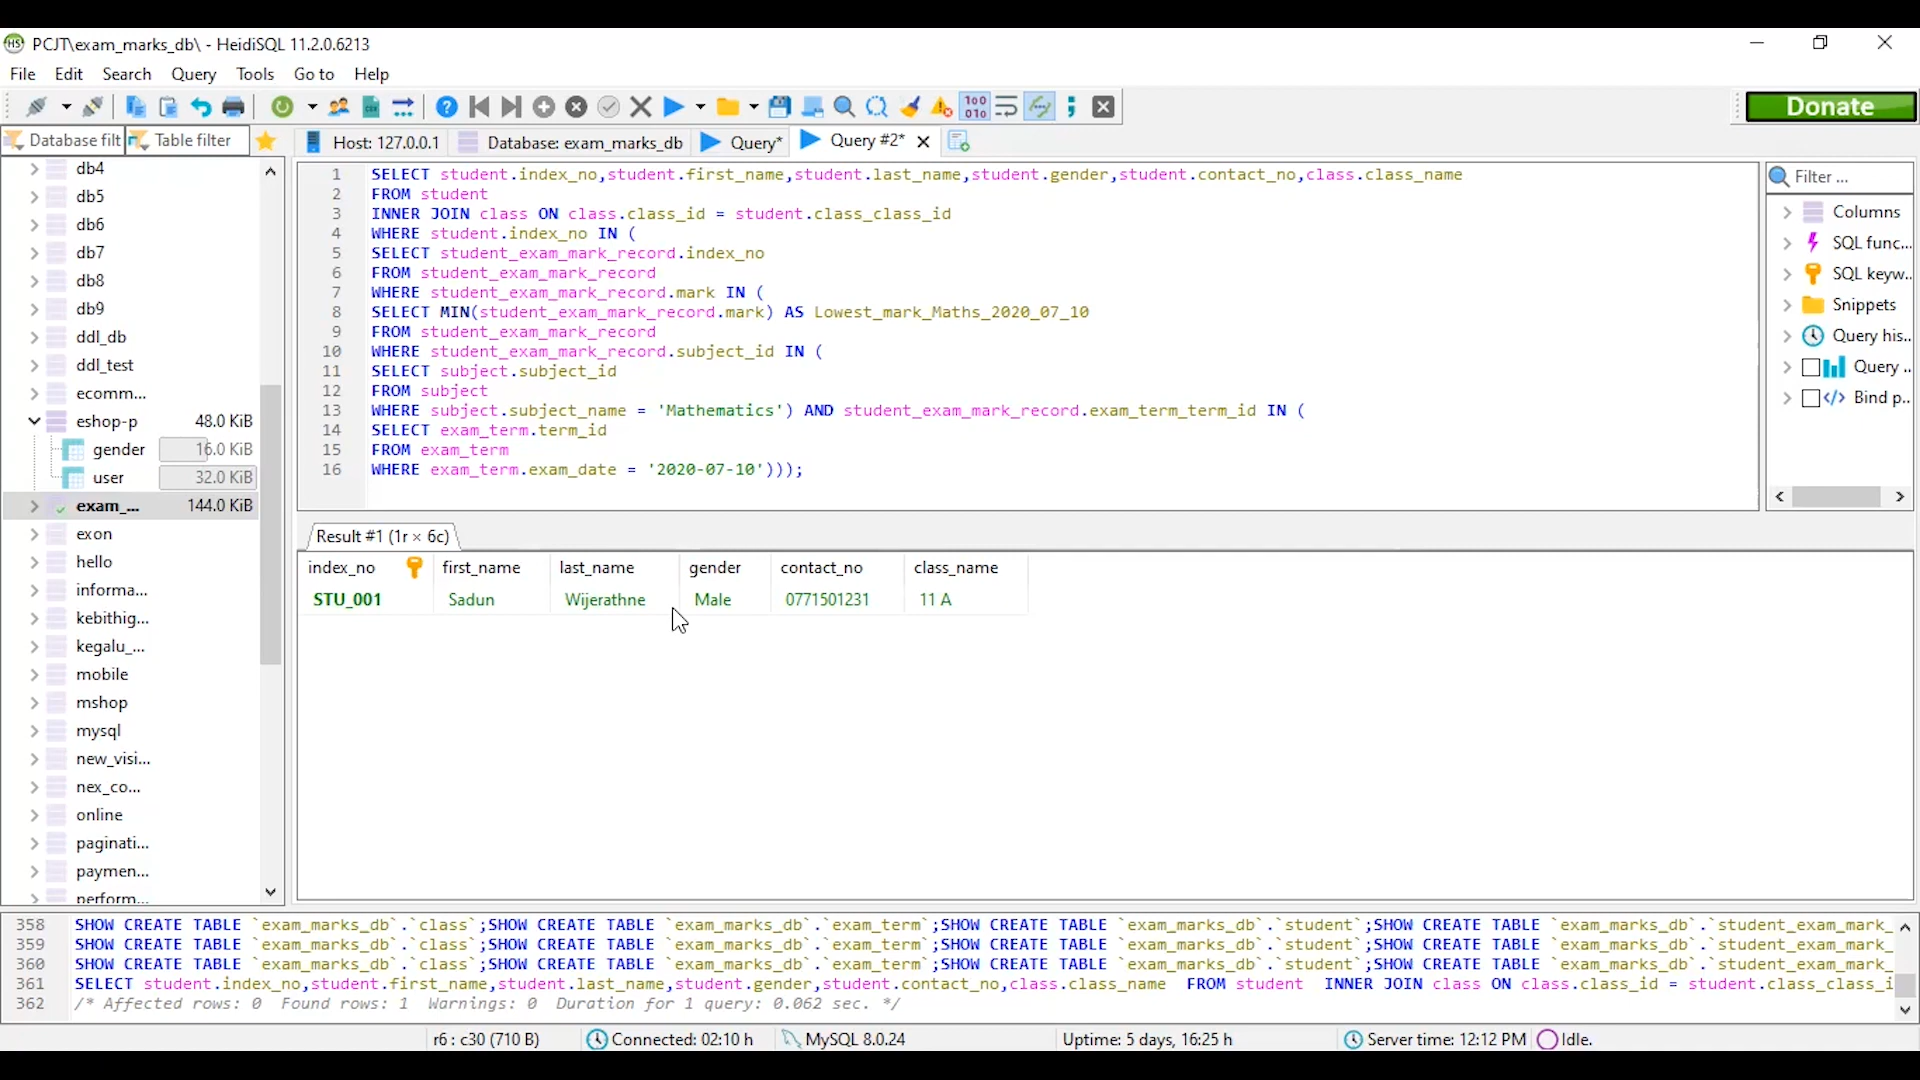 PCJT\exam_marks_db\ - HeidiSQL 11.2.0.6213
File Edit Search Query Tools Go to Help
Donate
Database filt Table filter Host: 127.0.0.1 Database: exam_marks_db Query* Query #2*
db4
db5
db6
db7
db8
db9
ddl_db
ddl_test
ecomm...
eshop-p 48.0 KiB
gender 16.0 KiB
user 32.0 KiB
exam_... 144.0 KiB
exon
hello
informa...
kebithig...
kegalu_...
mobile
mshop
mysql
new_visi...
nex_co...
online
paginati...
paymen...
perform...
1 SELECT student.index_no,student.first_name,student.last_name,student.gender,student.contact_no,class.class_name
2 FROM student
3 INNER JOIN class ON class.class_id = student.class_class_id
4 WHERE student.index_no IN (
5 SELECT student_exam_mark_record.index_no
6 FROM student_exam_mark_record
7 WHERE student_exam_mark_record.mark IN (
8 SELECT MIN(student_exam_mark_record.mark) AS Lowest_mark_Maths_2020_07_10
9 FROM student_exam_mark_record
10 WHERE student_exam_mark_record.subject_id IN (
11 SELECT subject.subject_id
12 FROM subject
13 WHERE subject.subject_name = 'Mathematics') AND student_exam_mark_record.exam_term_term_id IN (
14 SELECT exam_term.term_id
15 FROM exam_term
16 WHERE exam_term.exam_date = '2020-07-10')));
Filter ...
Columns
SQL func...
SQL keyw...
Snippets
Query his...
Query ...
Bind p...
Result #1 (1r × 6c)
index_no first_name last_name gender contact_no class_name
STU_001 Sadun Wijerathne Male 0771501231 11 A
358 SHOW CREATE TABLE `exam_marks_db`.`class`;SHOW CREATE TABLE `exam_marks_db`.`exam_term`;SHOW CREATE TABLE `exam_marks_db`.`student`;SHOW CREATE TABLE `exam_marks_db`.`student_exam_mark_
359 SHOW CREATE TABLE `exam_marks_db`.`class`;SHOW CREATE TABLE `exam_marks_db`.`exam_term`;SHOW CREATE TABLE `exam_marks_db`.`student`;SHOW CREATE TABLE `exam_marks_db`.`student_exam_mark_
360 SHOW CREATE TABLE `exam_marks_db`.`class`;SHOW CREATE TABLE `exam_marks_db`.`exam_term`;SHOW CREATE TABLE `exam_marks_db`.`student`;SHOW CREATE TABLE `exam_marks_db`.`student_exam_mark_
361 SELECT student.index_no,student.first_name,student.last_name,student.gender,student.contact_no,class.class_name FROM student INNER JOIN class ON class.class_id = student.class_class_i
362 /* Affected rows: 0 Found rows: 1 Warnings: 0 Duration for 1 query: 0.062 sec. */
r6 : c30 (710 B) Connected: 02:10 h MySQL 8.0.24 Uptime: 5 days, 16:25 h Server time: 12:12 PM Idle.